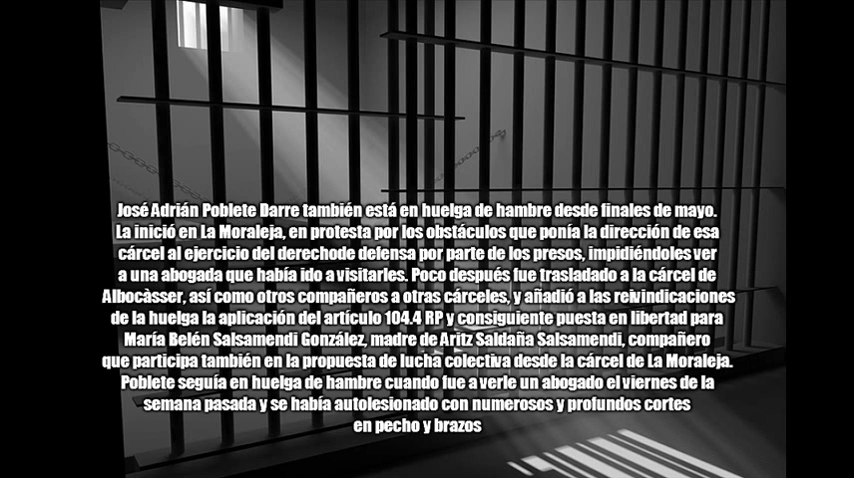 José Adrián Poblete Darre también está en huelga de hambre desde finales de mayo.
La inició en La Moraleja, en protesta por los obstáculos que ponía la dirección de esa
cárcel al ejercicio del derechode defensa por parte de los presos, impidiéndoles ver
a una abogada que había ido a visitarles. Poco después fue trasladado a la cárcel de
Albocàsser, así como otros compañeros a otras cárceles, y añadió a las reivindicaciones
de la huelga la aplicación del artículo 104.4 RP y consiguiente puesta en libertad para
María Belén Salsamendi González, madre de Aritz Saldaña Salsamendi, compañero
que participa también en la propuesta de lucha colectiva desde la cárcel de La Moraleja.
Poblete seguía en huelga de hambre cuando fue a verle un abogado el viernes de la
semana pasada y se había autolesionado con numerosos y profundos cortes
en pecho y brazos